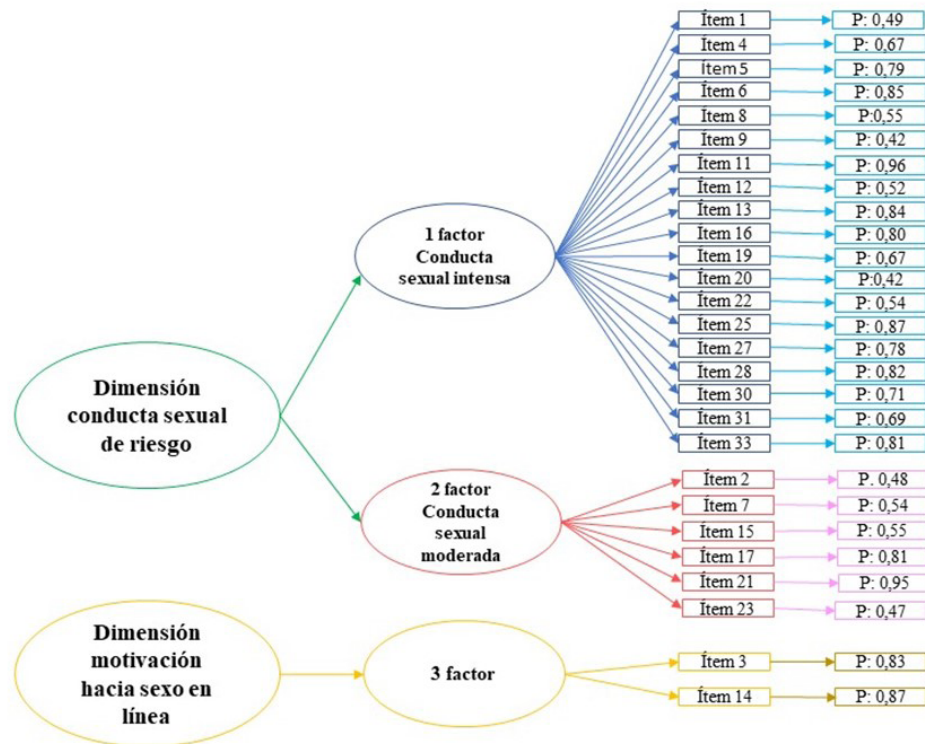 Dimensión
conducta sexual
de riesgo
1 factor
Conducta
sexual intensa
Ítem 1 P: 0,49
Ítem 4 P: 0,67
Ítem 5 P: 0,79
Ítem 6 P: 0,85
Ítem 8 P:0,55
Ítem 9 P: 0,42
Ítem 11 P: 0,96
Ítem 12 P: 0,52
Ítem 13 P: 0,84
Ítem 16 P: 0,80
Ítem 19 P: 0,67
Ítem 20 P:0,42
Ítem 22 P: 0,54
Ítem 25 P: 0,87
Ítem 27 P: 0,78
Ítem 28 P: 0,82
Ítem 30 P: 0,71
Ítem 31 P: 0,69
Ítem 33 P: 0,81
2 factor
Conducta
sexual
moderada
Ítem 2 P. 0,48
Ítem 7 P: 0,54
Ítem 15 P: 0,55
Ítem 17 P: 0,81
Ítem 21 P: 0,95
Ítem 23 P: 0,47
Dimensión
motivación
hacia sexo en
línea
3 factor
Ítem 3 P: 0,83
Ítem 14 P: 0,87